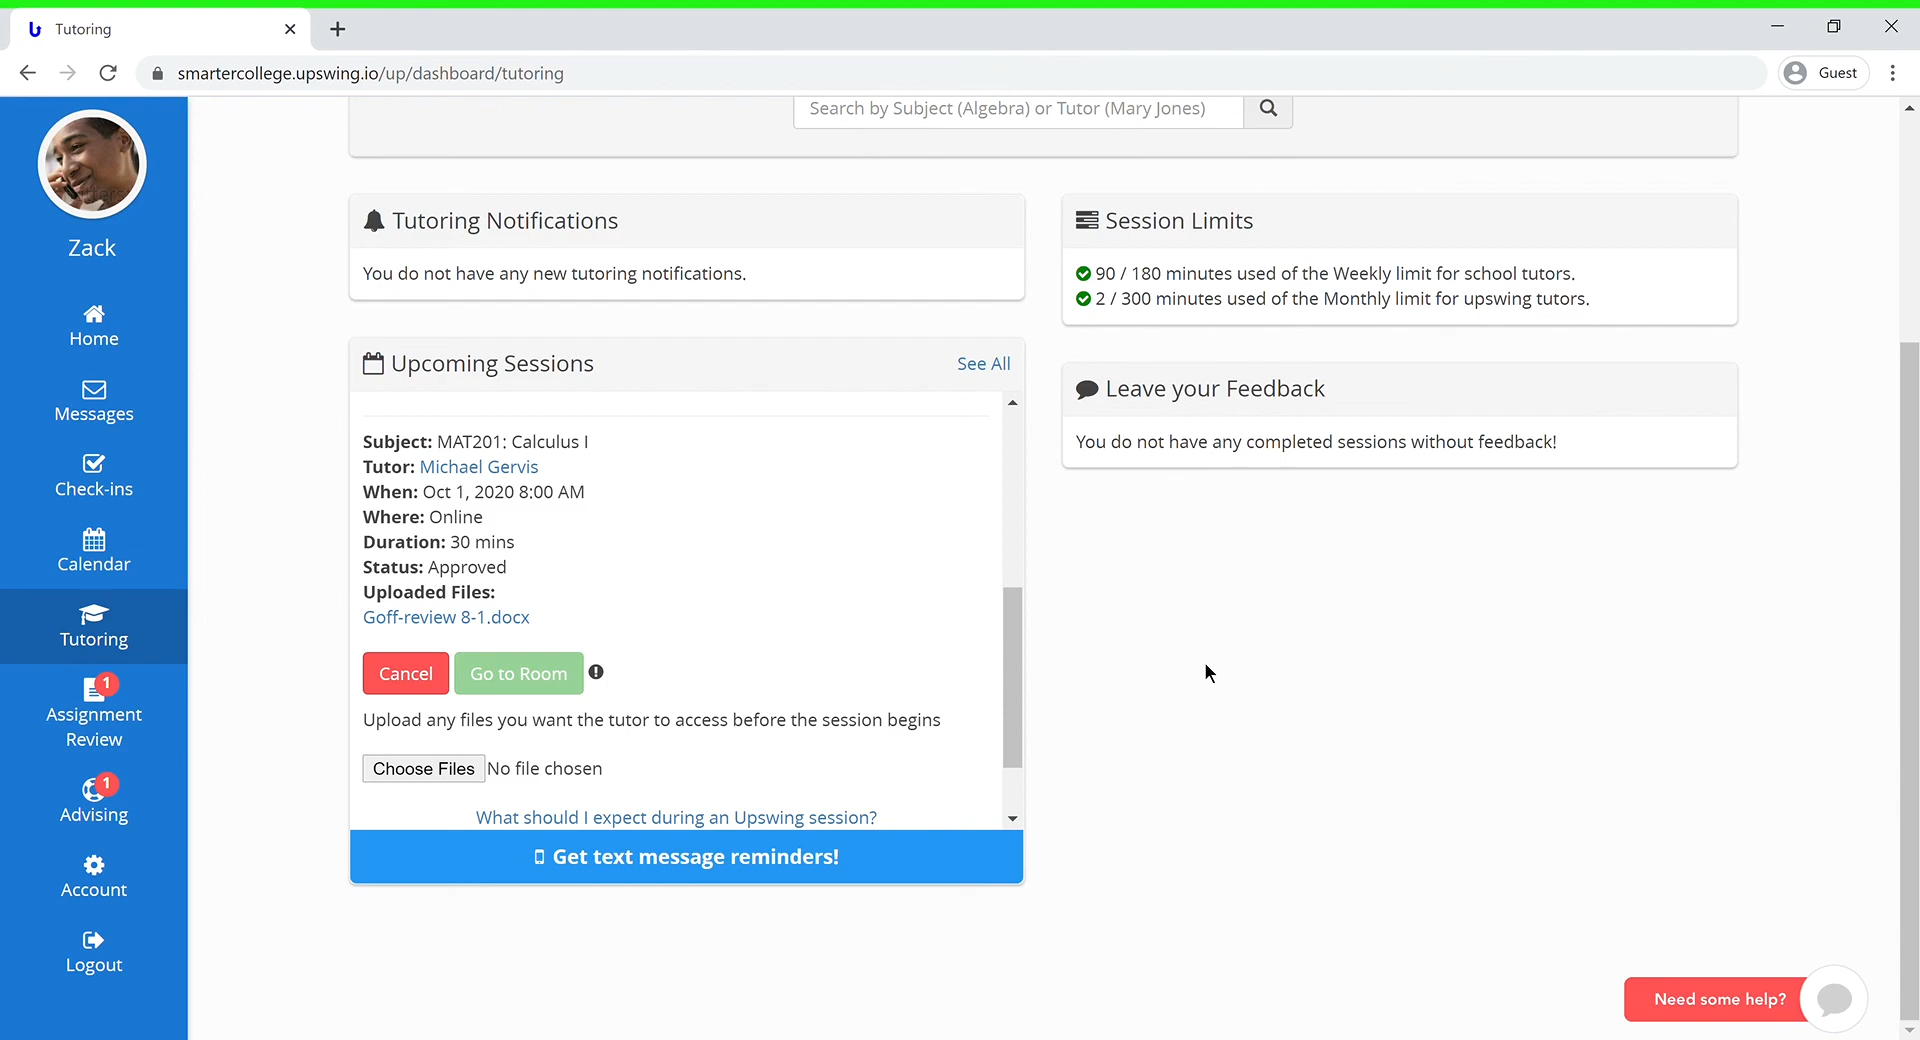 Tutoring
smartercollege.upswing.io/up/dashboard/tutoring
Guest
Zack
Home
Messages
Check-ins
Calendar
Tutoring
1
Assignment
Review
1
Advising
Account
Logout
Search by Subject (Algebra) or Tutor (Mary Jones)
Tutoring Notifications
You do not have any new tutoring notifications.
Upcoming Sessions
See All
Subject: MAT201: Calculus I
Tutor: Michael Gervis
When: Oct 1, 2020 8:00 AM
Where: Online
Duration: 30 mins
Status: Approved
Uploaded Files:
Goff-review 8-1.docx
Cancel
Go to Room
Upload any files you want the tutor to access before the session begins
Choose Files No file chosen
What should I expect during an Upswing session?
Get text message reminders!
Session Limits
90 / 180 minutes used of the Weekly limit for school tutors.
2 / 300 minutes used of the Monthly limit for upswing tutors.
Leave your Feedback
You do not have any completed sessions without feedback!
Need some help?